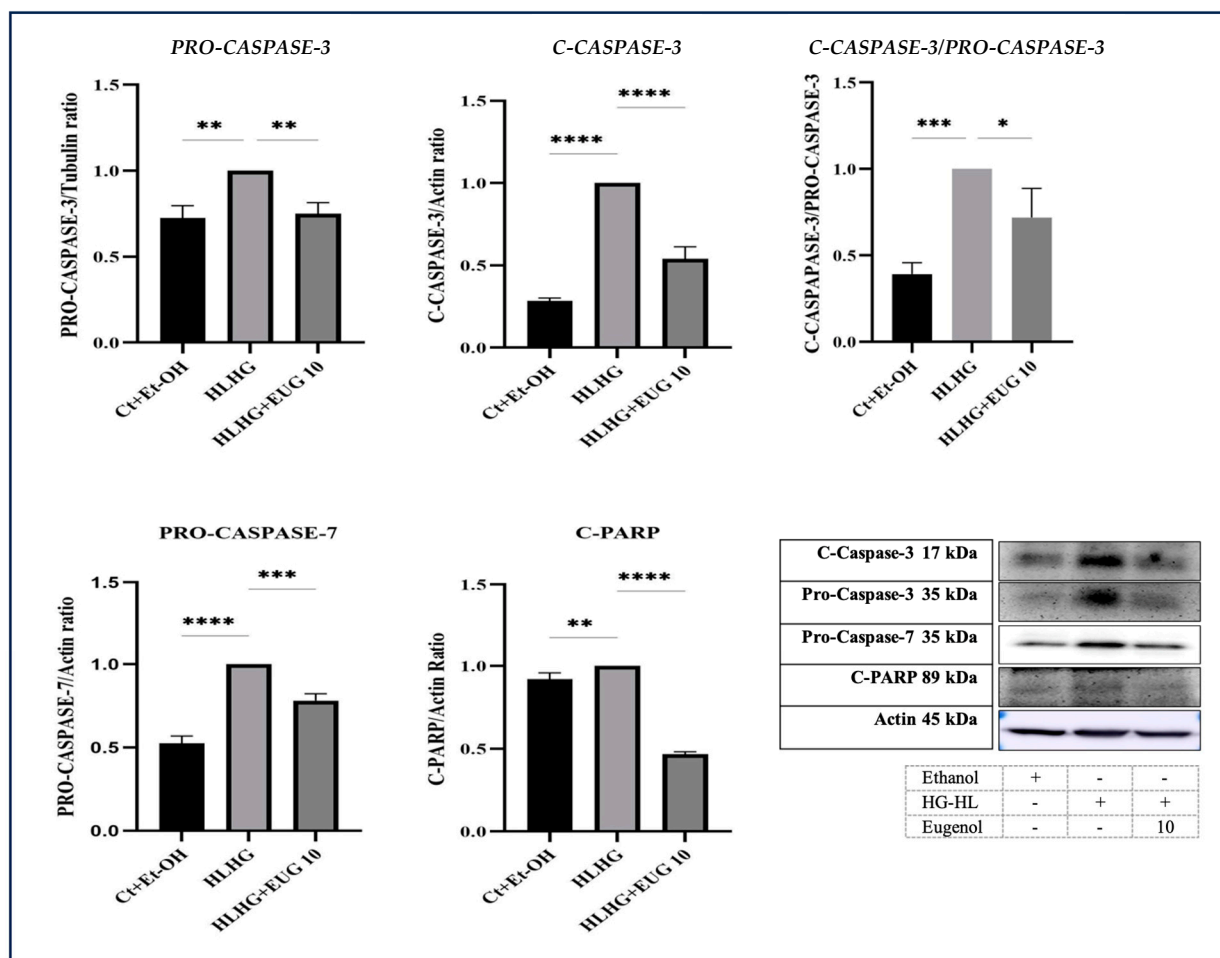 PRO-CASPASE-3
PRO-CASPASE-3/Tubulin ratio
1.5
1.0
0.5
0.0
** **
Ct+Et-OH
HLHG
HLHG+EUG 10
C-CASPASE-3
C-CASPASE-3/Actin ratio
1.5
1.0
0.5
0.0
**** ****
Ct+Et-OH
HLHG
HLHG+EUG 10
C-CASPASE-3/PRO-CASPASE-3
C-CASPAPASE-3/PRO-CASPASE-3
1.5
1.0
0.5
0.0
*** *
Ct+Et-OH
HLHG
HLHG+EUG 10
PRO-CASPASE-7
PRO-CASPASE-7/Actin ratio
1.5
1.0
0.5
0.0
**** ***
Ct+Et-OH
HLHG
HLHG+EUG 10
C-PARP
C-PARP/Actin Ratio
1.5
1.0
0.5
0.0
** ****
Ct+Et-OH
HLHG
HLHG+EUG 10
C-Caspase-3 17 kDa
Pro-Caspase-3 35 kDa
Pro-Caspase-7 35 kDa
C-PARP 89 kDa
Actin 45 kDa
Ethanol + - -
HG-HL - + +
Eugenol - - 10